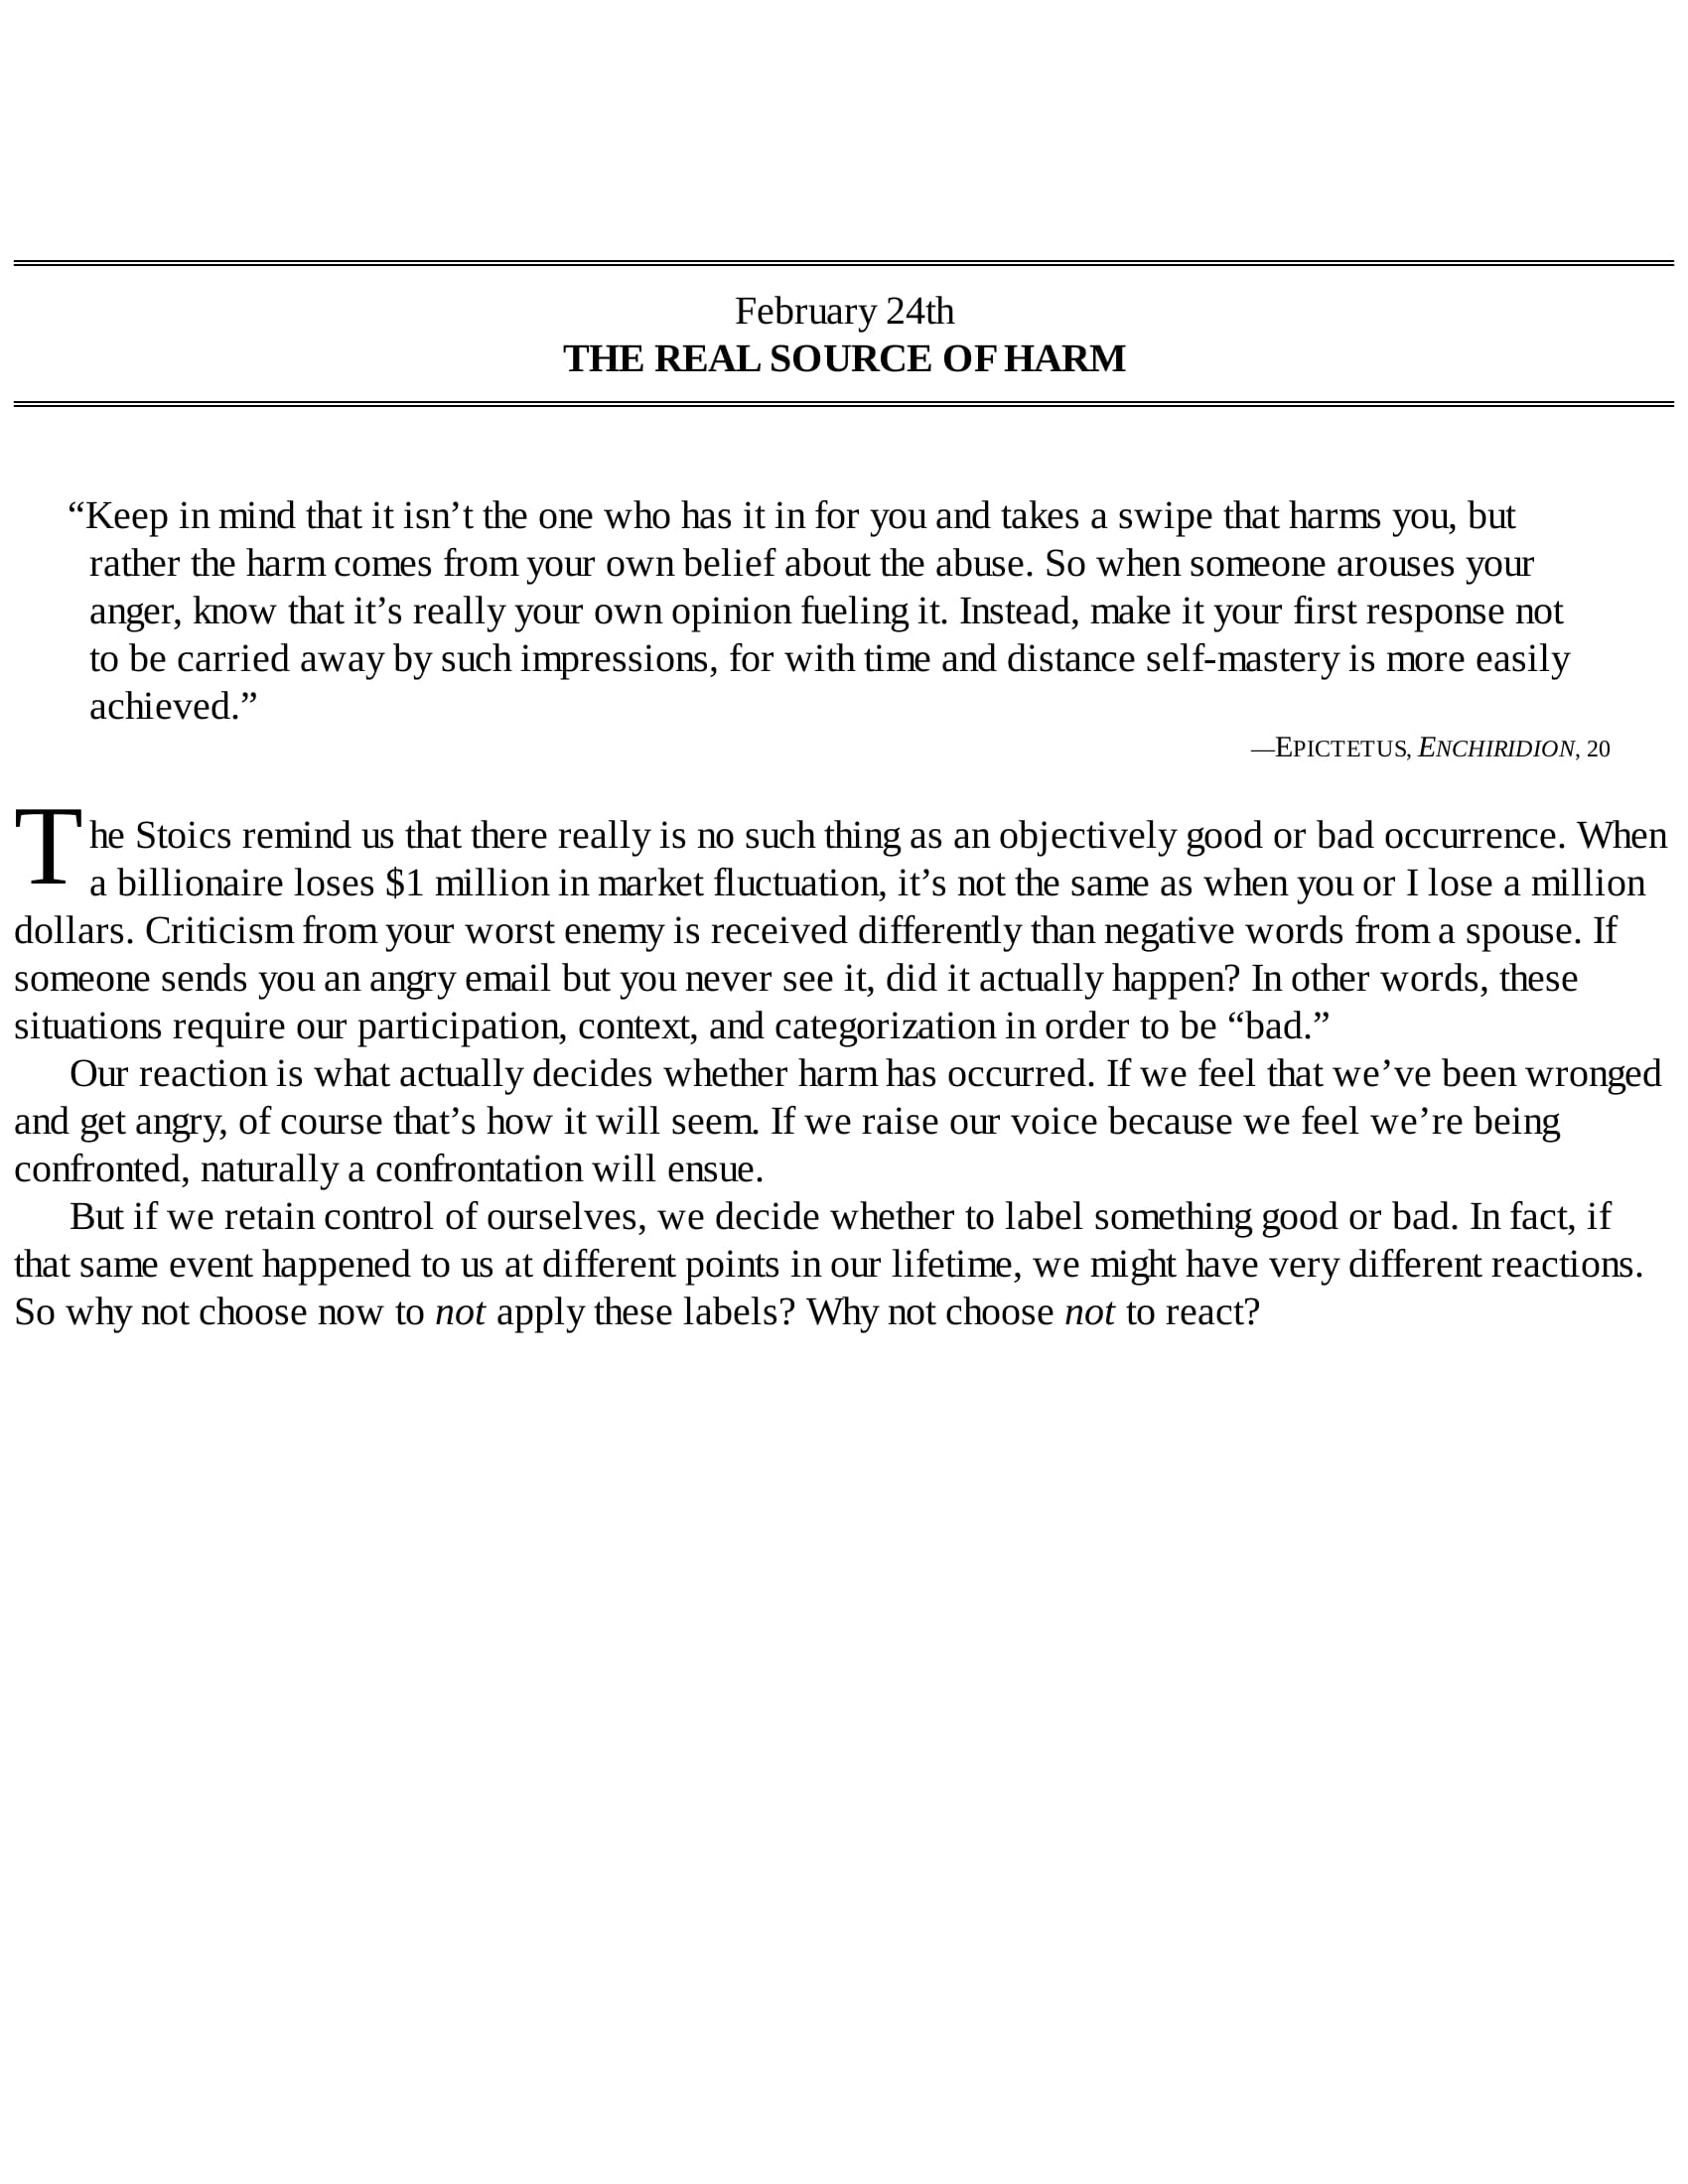 February 24th
THE REAL SOURCE OF HARM
“Keep in mind that it isn’t the one who has it in for you and takes a swipe that harms you, but
rather the harm comes from your own belief about the abuse. So when someone arouses your
anger, know that it’s really your own opinion fueling it. Instead, make it your first response not
to be carried away by such impressions, for with time and distance self-mastery is more easily
achieved.”
—EPICTETUS, ENCHIRIDION, 20
The Stoics remind us that there really is no such thing as an objectively good or bad occurrence. When
a billionaire loses $1 million in market fluctuation, it’s not the same as when you or I lose a million
dollars. Criticism from your worst enemy is received differently than negative words from a spouse. If
someone sends you an angry email but you never see it, did it actually happen? In other words, these
situations require our participation, context, and categorization in order to be “bad.”
Our reaction is what actually decides whether harm has occurred. If we feel that we’ve been wronged
and get angry, of course that’s how it will seem. If we raise our voice because we feel we’re being
confronted, naturally a confrontation will ensue.
But if we retain control of ourselves, we decide whether to label something good or bad. In fact, if
that same event happened to us at different points in our lifetime, we might have very different reactions.
So why not choose now to not apply these labels? Why not choose not to react?